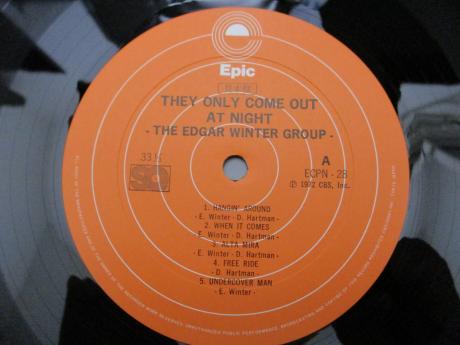 Epic
THEY ONLY COME OUT
AT NIGHT
- THE EDGAR WINTER GROUP -
33⅓
SQ
A
ECPN - 28
Ⓟ 1972 CBS, Inc.
1. HANGIN' AROUND
- E. Winter - D. Hartman -
2. WHEN IT COMES
- E. Winter - D. Hartman -
3. ALTA MIRA
- E. Winter - D. Hartman -
4. FREE RIDE
- D. Hartman -
5. UNDERCOVER MAN
- E. Winter -